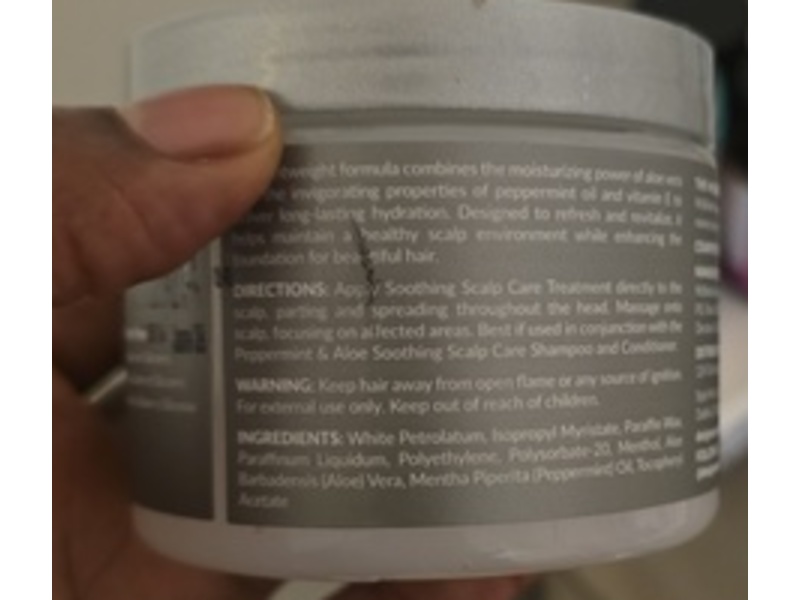 weight formula combines the moisturizing power of aloe vera
the invigorating properties of peppermint oil and vitamin E to
long-lasting hydration. Designed to refresh and revitalize, it
helps maintain a healthy scalp environment while enhancing the
foundation for beautiful hair.
DIRECTIONS: Apply Soothing Scalp Care Treatment directly to the
scalp, parting and spreading throughout the head. Massage onto
scalp, focusing on affected areas. Best if used in conjunction with the
Peppermint & Aloe Soothing Scalp Care Shampoo and Conditioner.
WARNING: Keep hair away from open flame or any source of ignition.
For external use only. Keep out of reach of children.
INGREDIENTS: White Petrolatum, Isopropyl Myristate, Paraffin Wax,
Paraffinum Liquidum, Polyethylene, Polysorbate-20, Menthol, Aloe
Barbadensis (Aloe) Vera, Mentha Piperita (Peppermint) Oil, Tocopheryl
Acetate